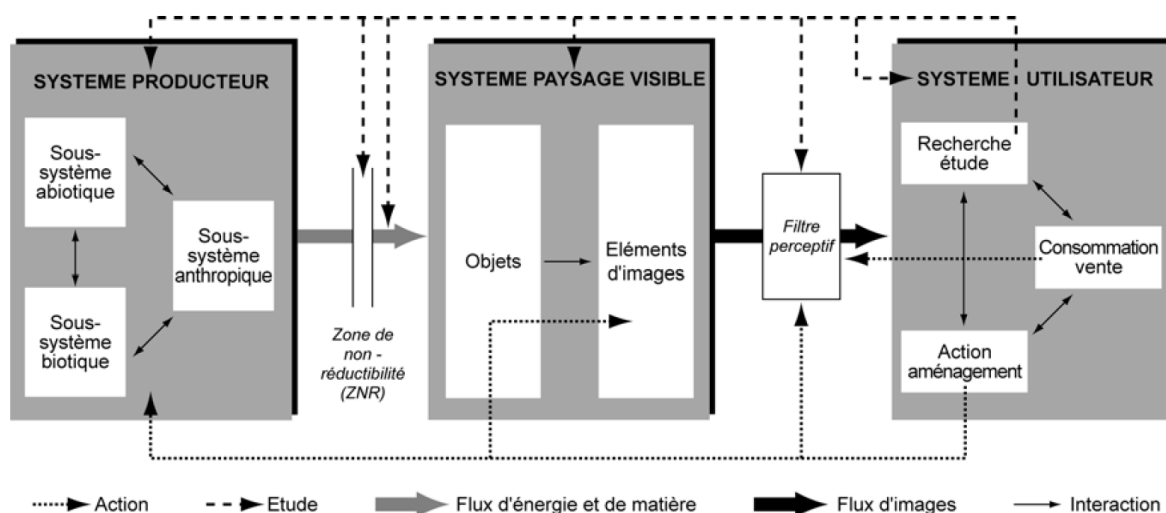 SYSTEME PRODUCTEUR
Sous-
système
abiotique
Sous-
système
anthropique
Sous-
système
biotique
Zone de
non -
réductibilité
(ZNR)
SYSTEME PAYSAGE VISIBLE
Objets
Eléments
d'images
Filtre
perceptif
SYSTEME UTILISATEUR
Recherche
étude
Consommation
vente
Action
aménagement
Action
Etude
Flux d'énergie et de matière
Flux d'images
Interaction